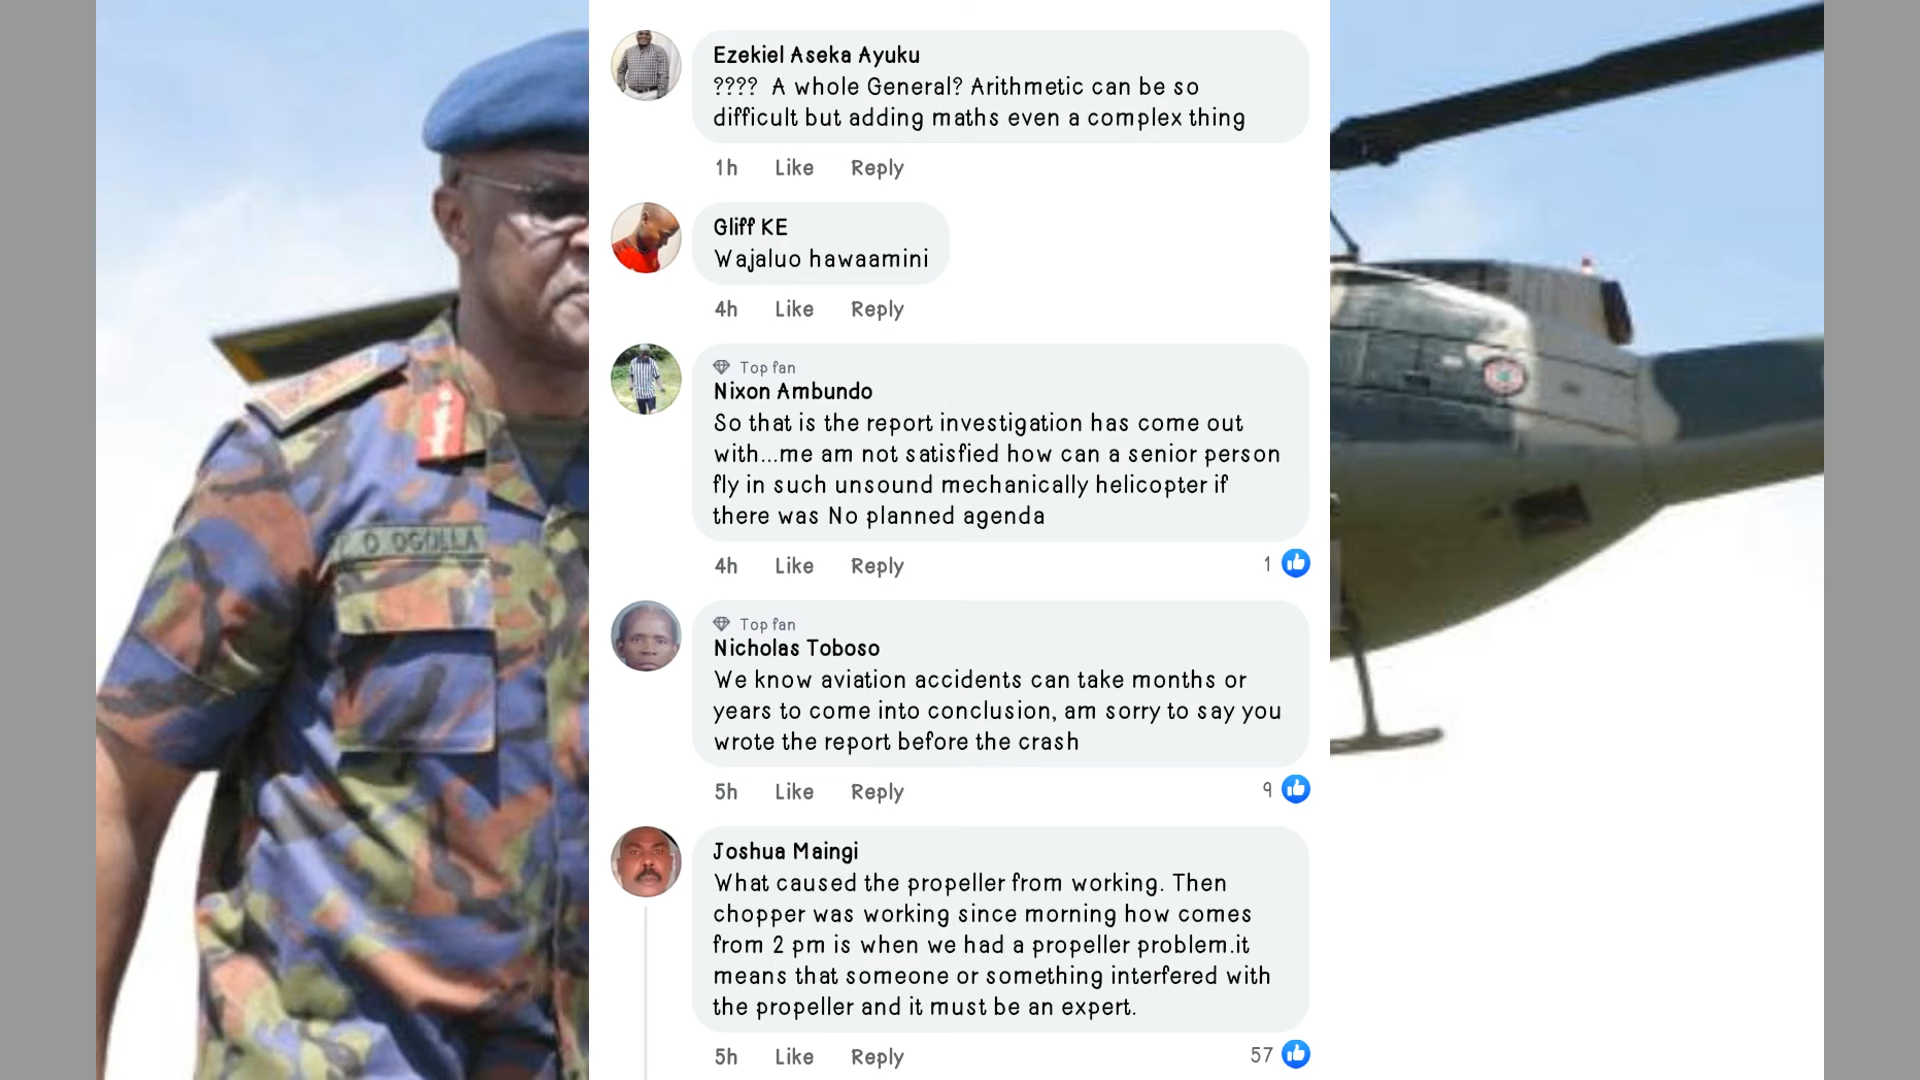 O OGOLLA
Ezekiel Aseka Ayuku
???? A whole General? Arithmetic can be so
difficult but adding maths even a complex thing
1h Like Reply
Gliff KE
Wajaluo hawaamini
4h Like Reply
Top fan
Nixon Ambundo
So that is the report investigation has come out
with...me am not satisfied how can a senior person
fly in such unsound mechanically helicopter if
there was No planned agenda
4h Like Reply 1
Top fan
Nicholas Toboso
We know aviation accidents can take months or
years to come into conclusion, am sorry to say you
wrote the report before the crash
5h Like Reply 9
Joshua Maingi
What caused the propeller from working. Then
chopper was working since morning how comes
from 2 pm is when we had a propeller problem.it
means that someone or something interfered with
the propeller and it must be an expert.
5h Like Reply 57